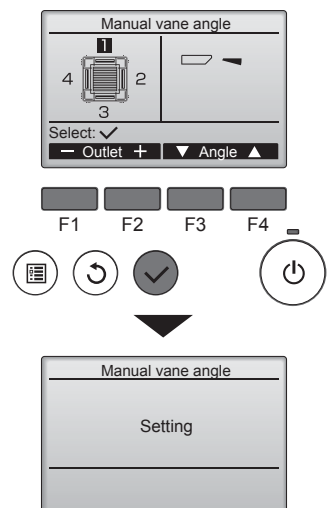 Manual vane angle
1
4 2
3
Select: ✓
− Outlet + ▼ Angle ▲
F1 F2 F3 F4
Manual vane angle
Setting